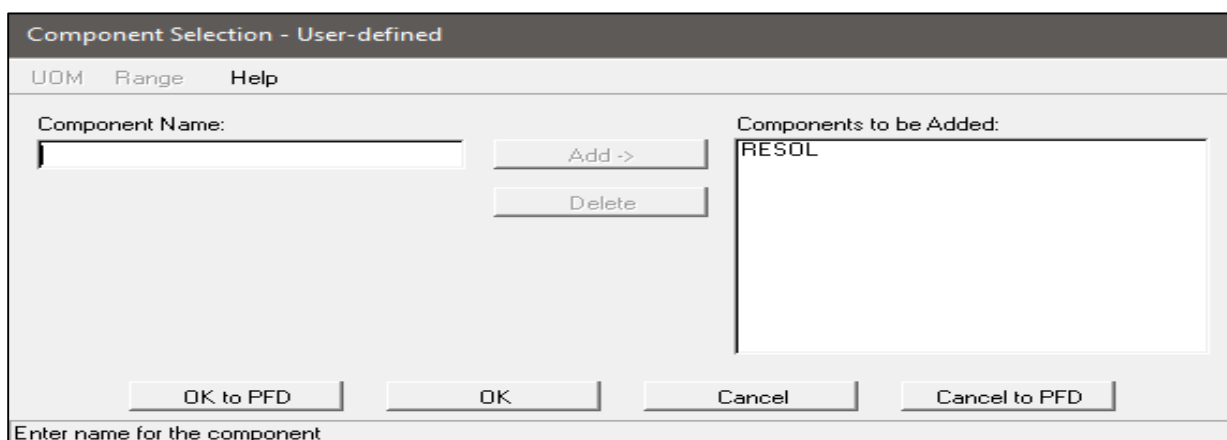 Component Selection - User-defined
UOM Range Help
Component Name:
Components to be Added:
Add ->
RESOL
Delete
OK to PFD
OK
Cancel
Cancel to PFD
Enter name for the component